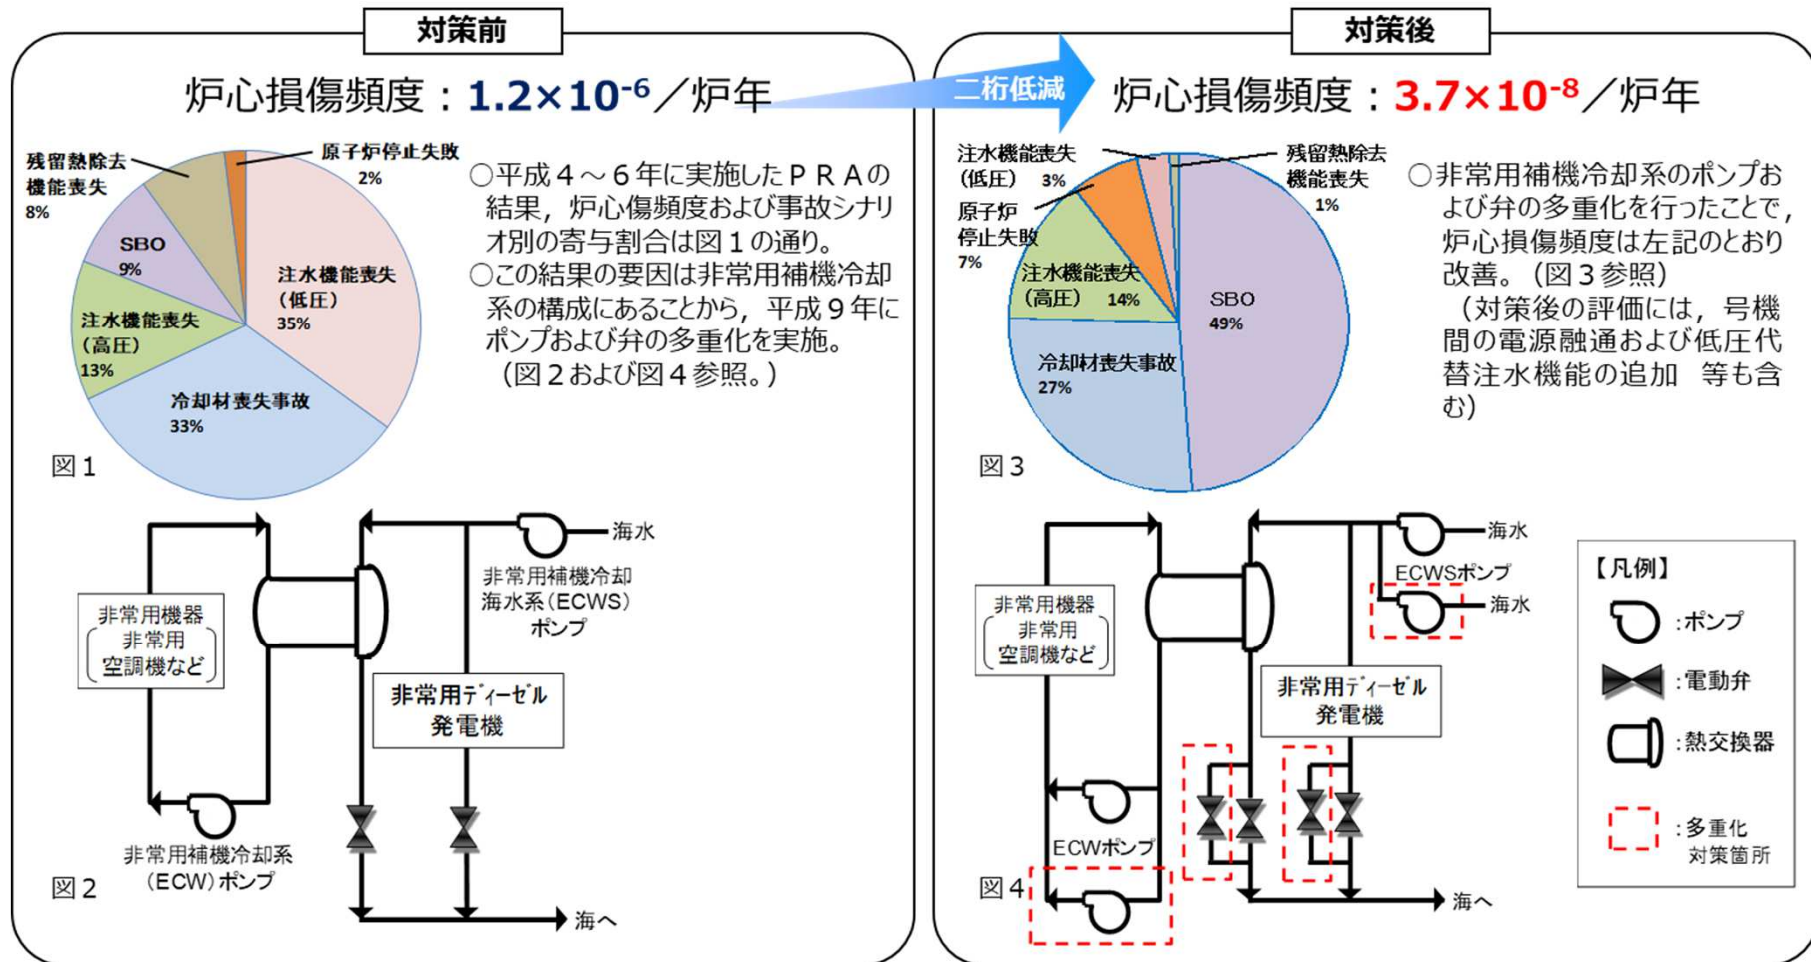 対策前
炉心損傷頻度：1.2×10-6／炉年
二桁低減
残留熱除去
機能喪失
8%
原子炉停止失敗
2%
SBO
9%
注水機能喪失
（低圧）
35%
注水機能喪失
（高圧）
13%
冷却材喪失事故
33%
図１
○平成４～６年に実施したＰＲＡの
結果，炉心傷頻度および事故シナリ
オ別の寄与割合は図１の通り。
○この結果の要因は非常用補機冷却
系の構成にあることから，平成９年に
ポンプおよび弁の多重化を実施。
（図２および図４参照。）
海水
非常用補機冷却
海水系（ECWS）
ポンプ
非常用機器
非常用
空調機など
非常用ディーゼル
発電機
非常用補機冷却系
（ECW）ポンプ
図２
海へ
対策後
炉心損傷頻度：3.7×10-8／炉年
注水機能喪失
（低圧）
3%
残留熱除去
機能喪失
1%
原子炉
停止失敗
7%
注水機能喪失
（高圧）
14%
SBO
49%
冷却材喪失事故
27%
図３
○非常用補機冷却系のポンプお
よび弁の多重化を行ったことで，
炉心損傷頻度は左記のとおり
改善。（図３参照）
（対策後の評価には，号機
間の電源融通および低圧代
替注水機能の追加　等も含
む）
海水
ECWSポンプ
海水
非常用機器
非常用
空調機など
非常用ディーゼル
発電機
ECWポンプ
図４
海へ
【凡例】
：ポンプ
：電動弁
：熱交換器
：多重化
対策箇所